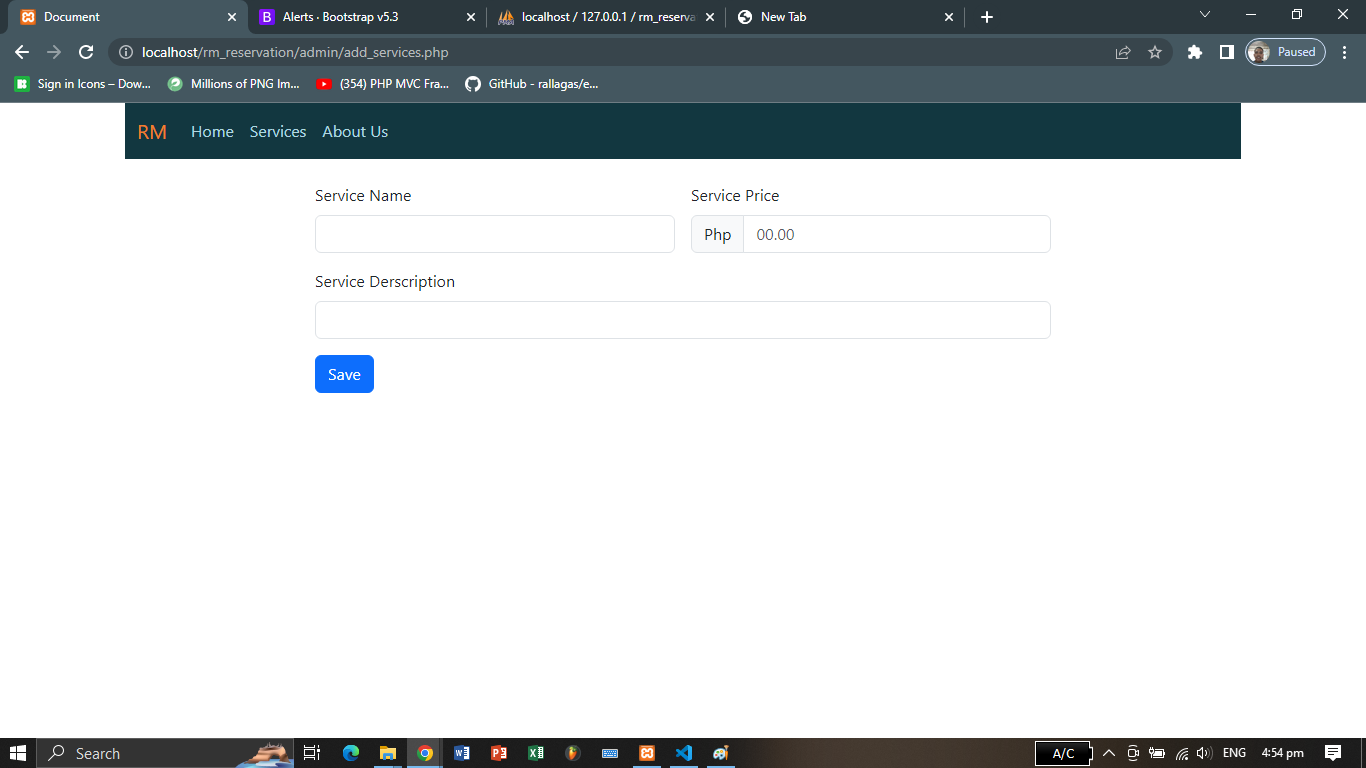 Document
Alerts · Bootstrap v5.3
localhost / 127.0.0.1 / rm_reserva
New Tab
localhost/rm_reservation/admin/add_services.php
Paused
Sign in Icons – Dow...
Millions of PNG Im...
(354) PHP MVC Fra...
GitHub - rallagas/e...
RM Home Services About Us
Service Name Service Price
Php 00.00
Service Derscription
Save
Search
A/C
ENG
4:54 pm